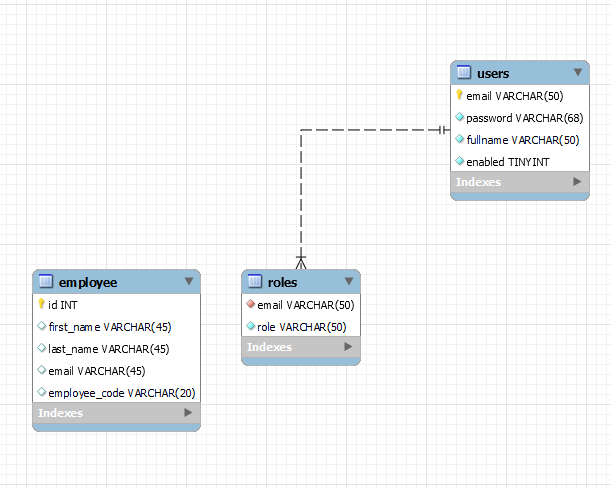 users
email VARCHAR(50)
password VARCHAR(68)
fullname VARCHAR(50)
enabled TINYINT
Indexes
employee
id INT
first_name VARCHAR(45)
last_name VARCHAR(45)
email VARCHAR(45)
employee_code VARCHAR(20)
Indexes
roles
email VARCHAR(50)
role VARCHAR(50)
Indexes